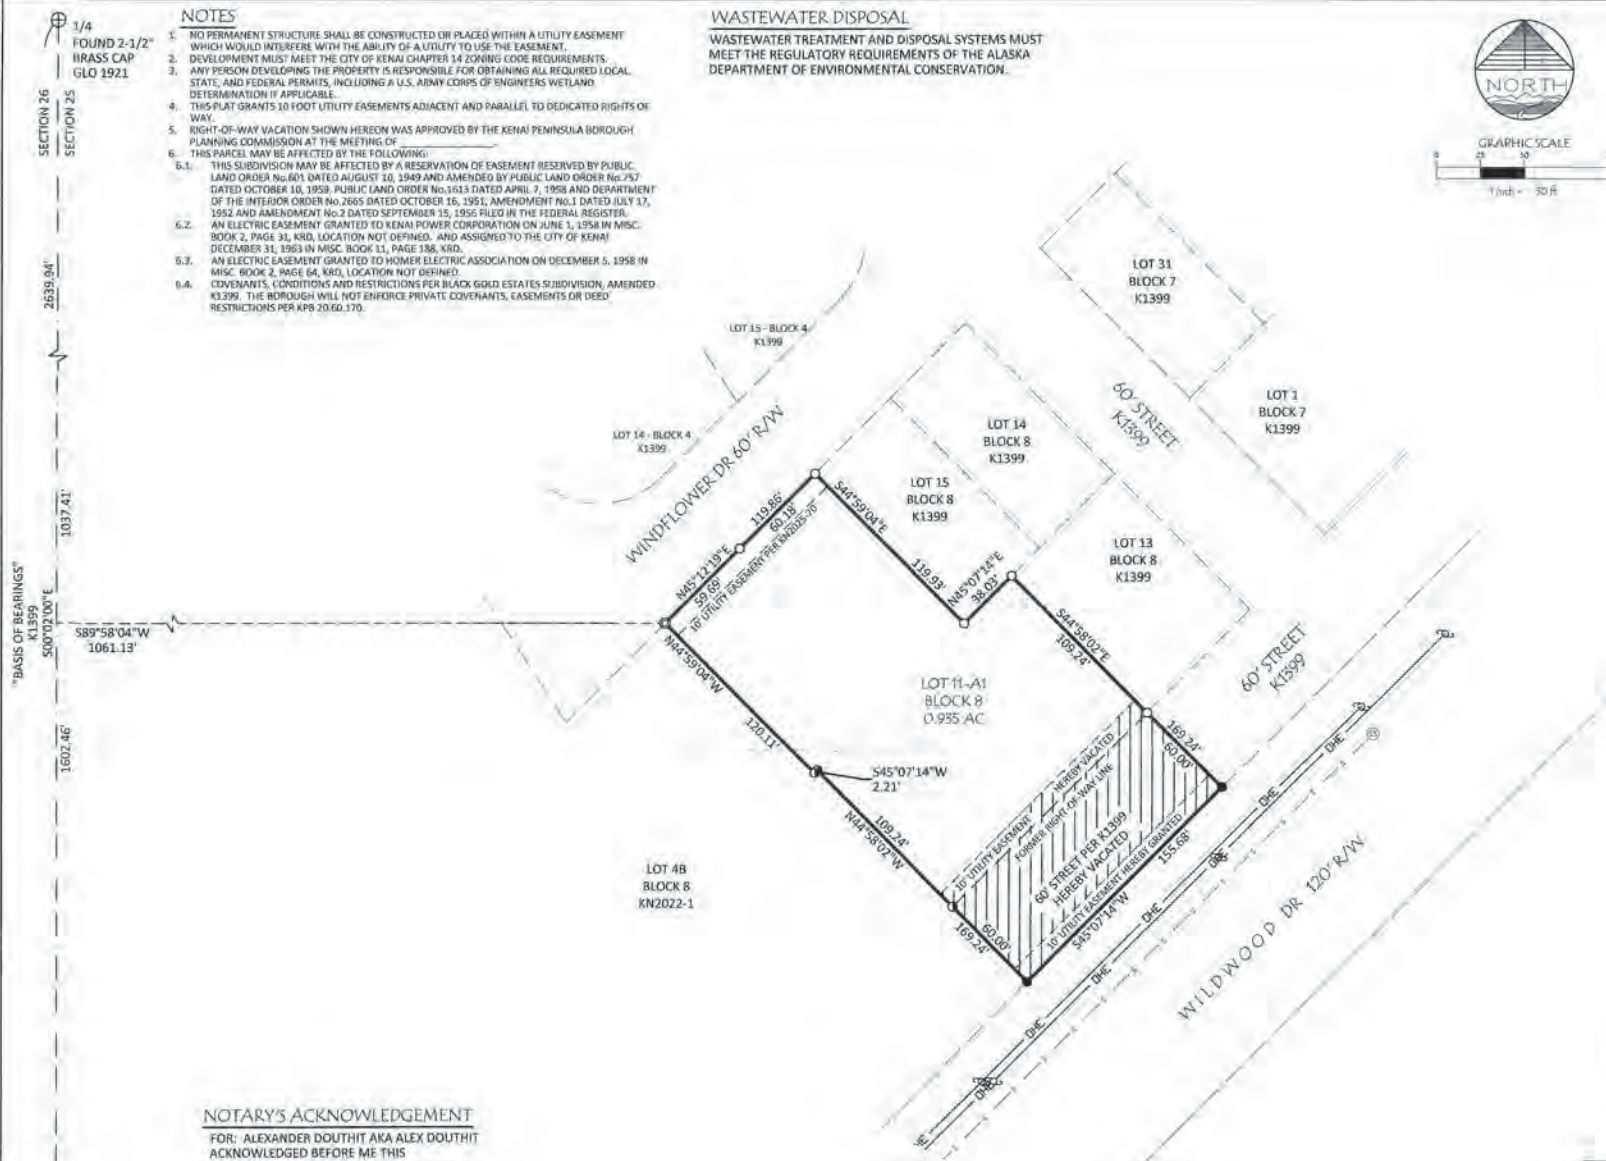 1/4
FOUND 2-1/2"
BRASS CAP
GLO 1921
SECTION 26
SECTION 25
2639.94'
1037.41'
"BASIS OF BEARINGS"
K1399
S00°02'00"E
1602.46'
S89°58'04"W
1061.13'
NOTES
1. NO PERMANENT STRUCTURE SHALL BE CONSTRUCTED OR PLACED WITHIN A UTILITY EASEMENT
WHICH WOULD INTERFERE WITH THE ABILITY OF A UTILITY TO USE THE EASEMENT.
2. DEVELOPMENT MUST MEET THE CITY OF KENAI CHAPTER 14 ZONING CODE REQUIREMENTS.
3. ANY PERSON DEVELOPING THE PROPERTY IS RESPONSIBLE FOR OBTAINING ALL REQUIRED LOCAL,
STATE, AND FEDERAL PERMITS, INCLUDING A U.S. ARMY CORPS OF ENGINEERS WETLAND
DETERMINATION IF APPLICABLE.
4. THIS PLAT GRANTS 10 FOOT UTILITY EASEMENTS ADJACENT AND PARALLEL TO DEDICATED RIGHTS OF
WAY.
5. RIGHT-OF-WAY VACATION SHOWN HEREON WAS APPROVED BY THE KENAI PENINSULA BOROUGH
PLANNING COMMISSION AT THE MEETING OF
6. THIS PARCEL MAY BE AFFECTED BY THE FOLLOWING:
6.1. THIS SUBDIVISION MAY BE AFFECTED BY A RESERVATION OF EASEMENT RESERVED BY PUBLIC
LAND ORDER No.601 DATED AUGUST 10, 1949 AND AMENDED BY PUBLIC LAND ORDER No.757
DATED OCTOBER 10, 1959. PUBLIC LAND ORDER No.1613 DATED APRIL 7, 1958 AND DEPARTMENT
OF THE INTERIOR ORDER No.2665 DATED OCTOBER 16, 1951, AMENDMENT No.1 DATED JULY 17,
1952 AND AMENDMENT No.2 DATED SEPTEMBER 15, 1956 FILED IN THE FEDERAL REGISTER.
6.2. AN ELECTRIC EASEMENT GRANTED TO KENAI POWER CORPORATION ON JUNE 1, 1958 IN MISC.
BOOK 2, PAGE 31, KRD, LOCATION NOT DEFINED. AND ASSIGNED TO THE CITY OF KENAI
DECEMBER 31, 1963 IN MISC. BOOK 11, PAGE 188, KRD.
6.3. AN ELECTRIC EASEMENT GRANTED TO HOMER ELECTRIC ASSOCIATION ON DECEMBER 5, 1958 IN
MISC. BOOK 2, PAGE 64, KRD, LOCATION NOT DEFINED.
6.4. COVENANTS, CONDITIONS AND RESTRICTIONS PER BLACK GOLD ESTATES SUBDIVISION, AMENDED
K1399. THE BOROUGH WILL NOT ENFORCE PRIVATE COVENANTS, EASEMENTS OR DEED
RESTRICTIONS PER KPB 20.60.170.
WASTEWATER DISPOSAL
WASTEWATER TREATMENT AND DISPOSAL SYSTEMS MUST
MEET THE REGULATORY REQUIREMENTS OF THE ALASKA
DEPARTMENT OF ENVIRONMENTAL CONSERVATION.
NORTH
GRAPHIC SCALE
0 25 50
1 inch = 50 ft
LOT 31
BLOCK 7
K1399
LOT 15 - BLOCK 4
K1399
LOT 1
BLOCK 7
K1399
60' STREET
K1399
LOT 14
BLOCK 8
K1399
LOT 14 - BLOCK 4
K1399
WINDFLOWER DR 60' R/W
LOT 15
BLOCK 8
K1399
LOT 13
BLOCK 8
K1399
119.86'
60.18'
N45°12'19"E
59.69'
10' UTILITY EASEMENT PER KN2025-70
S44°59'04"E
119.93'
N45°07'14"E
38.03'
S44°58'02"E
109.24'
60' STREET
K1399
N44°59'04"W
120.11'
LOT 11-A1
BLOCK 8
0.935 AC
169.24'
60.00'
S45°07'14"W
2.21'
10' UTILITY EASEMENT HEREBY VACATED
FORMER RIGHT-OF-WAY LINE
60' STREET PER K1399
HEREBY VACATED
10' UTILITY EASEMENT HEREBY GRANTED
155.68'
S45°07'14"W
109.24'
N44°58'02"W
60.00'
169.24'
LOT 4B
BLOCK 8
KN2022-1
OHE
OHE
OHE
OHE
OHE
OHE
OHE
WILDWOOD DR 120' R/W
NOTARY'S ACKNOWLEDGEMENT
FOR: ALEXANDER DOUTHIT AKA ALEX DOUTHIT
ACKNOWLEDGED BEFORE ME THIS